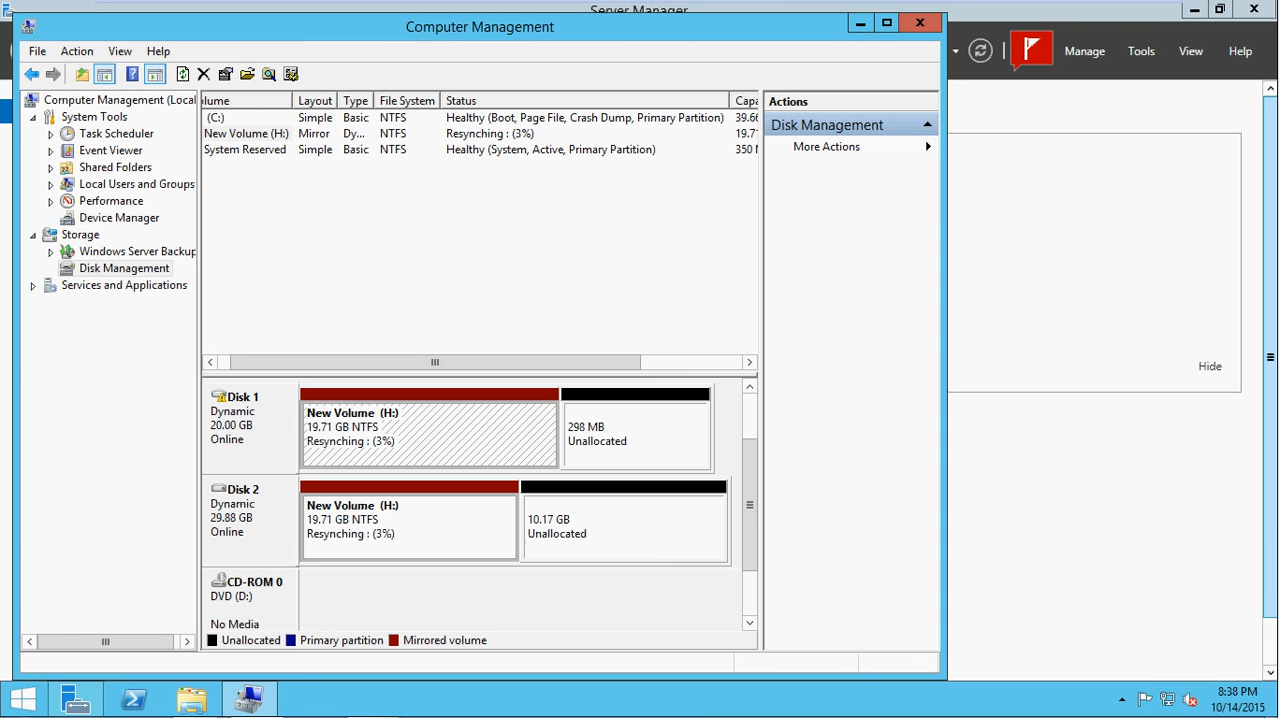 Server Manager
Computer Management
File Action View Help
Manage Tools View Help
Computer Management (Local
System Tools
Task Scheduler
Event Viewer
Shared Folders
Local Users and Groups
Performance
Device Manager
Storage
Windows Server Backup
Disk Management
Services and Applications
lume Layout Type File System Status Capa
(C:) Simple Basic NTFS Healthy (Boot, Page File, Crash Dump, Primary Partition) 39.66
New Volume (H:) Mirror Dy... NTFS Resynching : (3%) 19.71
System Reserved Simple Basic NTFS Healthy (System, Active, Primary Partition) 350 M
Actions
Disk Management
More Actions
Hide
Disk 1
Dynamic
20.00 GB
Online
New Volume (H:)
19.71 GB NTFS
Resynching : (3%)
298 MB
Unallocated
Disk 2
Dynamic
29.88 GB
Online
New Volume (H:)
19.71 GB NTFS
Resynching : (3%)
10.17 GB
Unallocated
CD-ROM 0
DVD (D:)
No Media
Unallocated Primary partition Mirrored volume
8:38 PM
10/14/2015